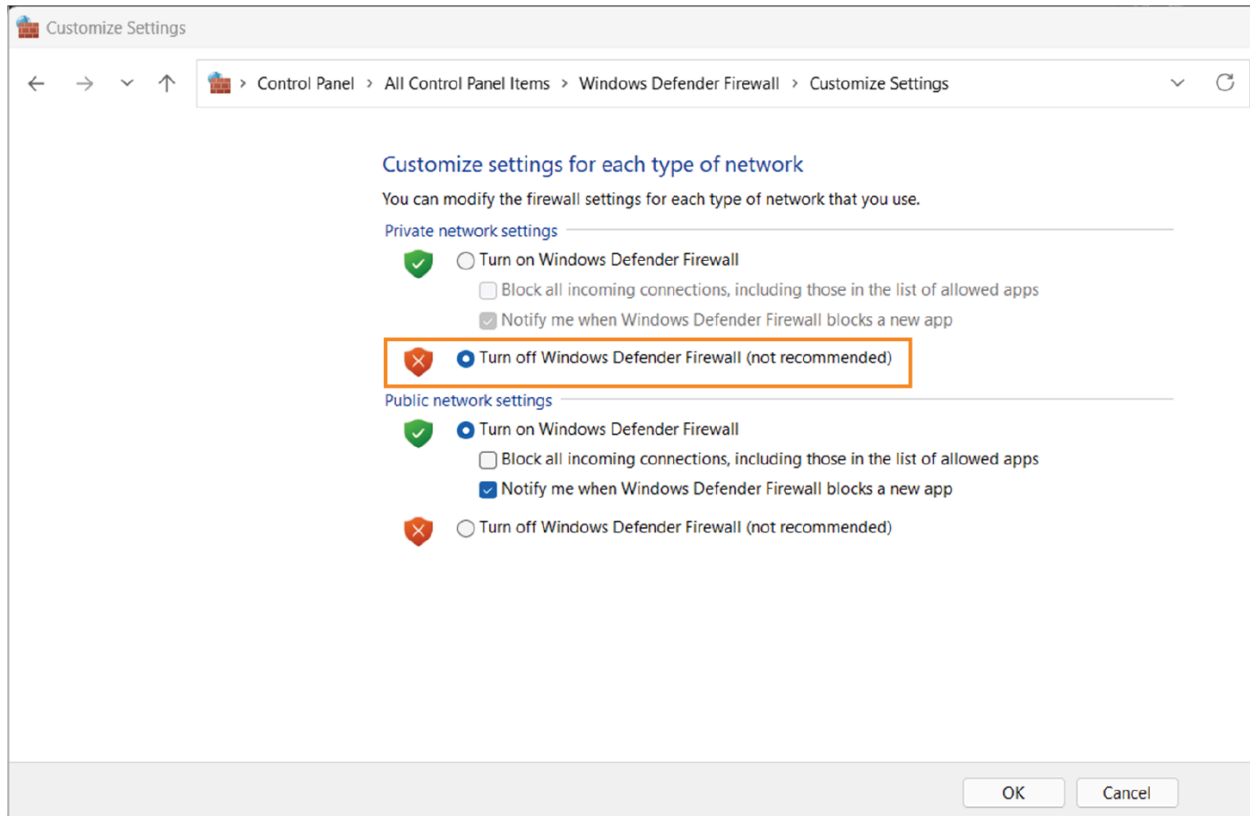 Customize Settings
Control Panel > All Control Panel Items > Windows Defender Firewall > Customize Settings
Customize settings for each type of network
You can modify the firewall settings for each type of network that you use.
Private network settings
Turn on Windows Defender Firewall
Block all incoming connections, including those in the list of allowed apps
Notify me when Windows Defender Firewall blocks a new app
Turn off Windows Defender Firewall (not recommended)
Public network settings
Turn on Windows Defender Firewall
Block all incoming connections, including those in the list of allowed apps
Notify me when Windows Defender Firewall blocks a new app
Turn off Windows Defender Firewall (not recommended)
OK Cancel